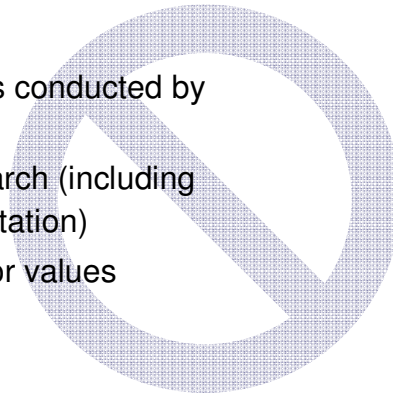 s conducted by
arch (including
tation)
or values